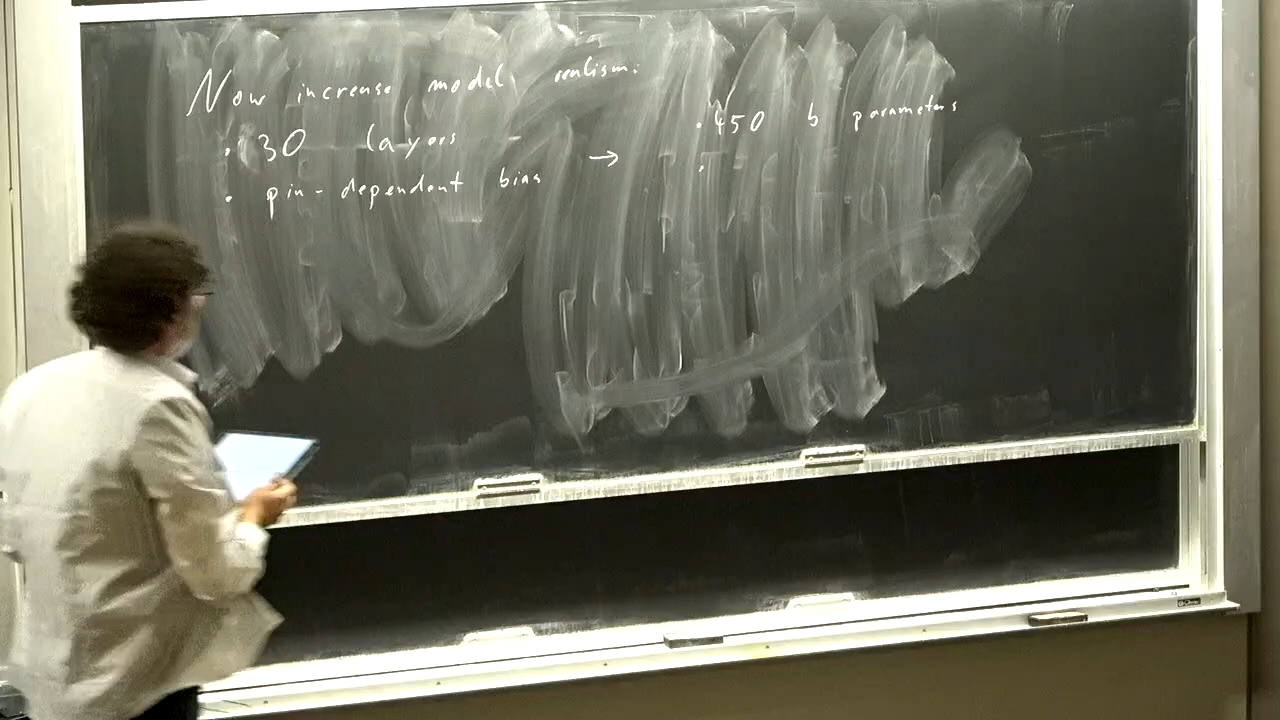 Now increase model realism:
• 30 layers
• pin-dependent bias
→
• 450 b parameters
•